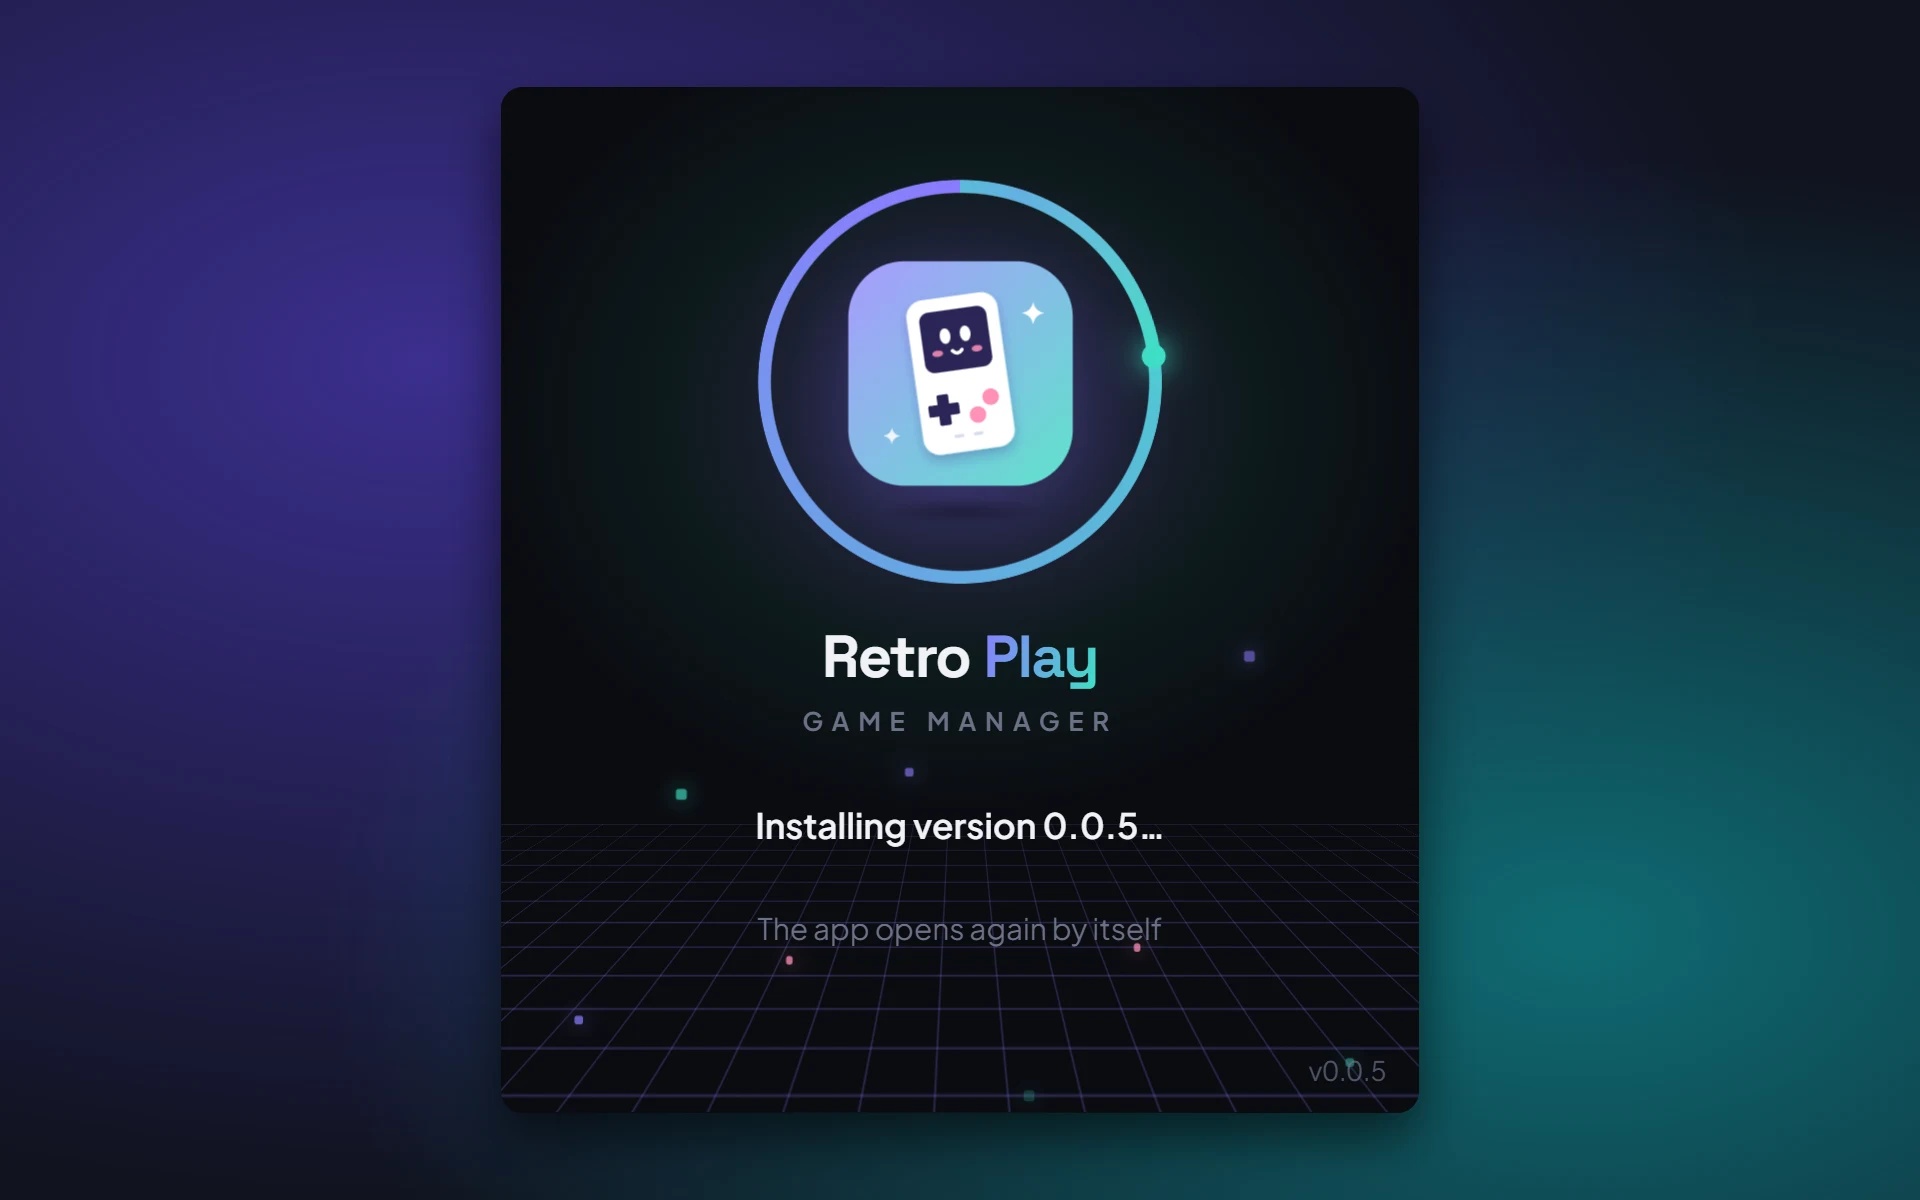 Retro Play
GAME MANAGER
Installing version 0.0.5...
The app opens again by itself
v0.0.5